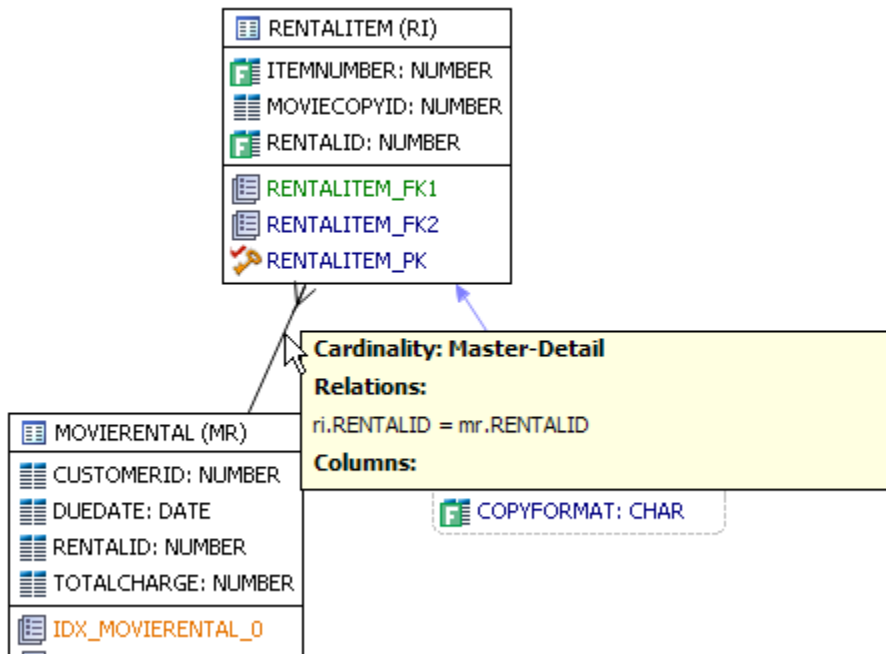 RENTALITEM (RI)
ITEMNUMBER: NUMBER
MOVIECOPYID: NUMBER
RENTALID: NUMBER
RENTALITEM_FK1
RENTALITEM_FK2
RENTALITEM_PK
Cardinality: Master-Detail
Relations:
ri.RENTALID = mr.RENTALID
Columns:
MOVIERENTAL (MR)
CUSTOMERID: NUMBER
DUEDATE: DATE
RENTALID: NUMBER
TOTALCHARGE: NUMBER
IDX_MOVIERENTAL_0
COPYFORMAT: CHAR